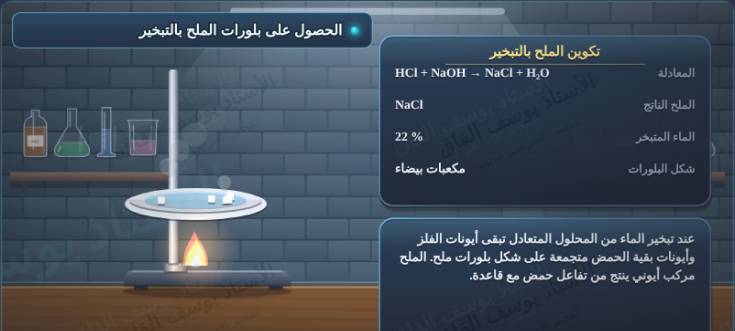 الحصول على بلورات الملح بالتبخير
تكوين الملح بالتبخير
المعادلة HCl + NaOH → NaCl + H₂O
الملح الناتج NaCl
الماء المتبخر 22 %
شكل البلورات مكعبات بيضاء
عند تبخير الماء من المحلول المتعادل تبقى أيونات الفلز
وأيونات بقية الحمض متجمعة على شكل بلورات ملح. الملح
مركب أيوني ينتج من تفاعل حمض مع قاعدة.
الأستاذ يوسف